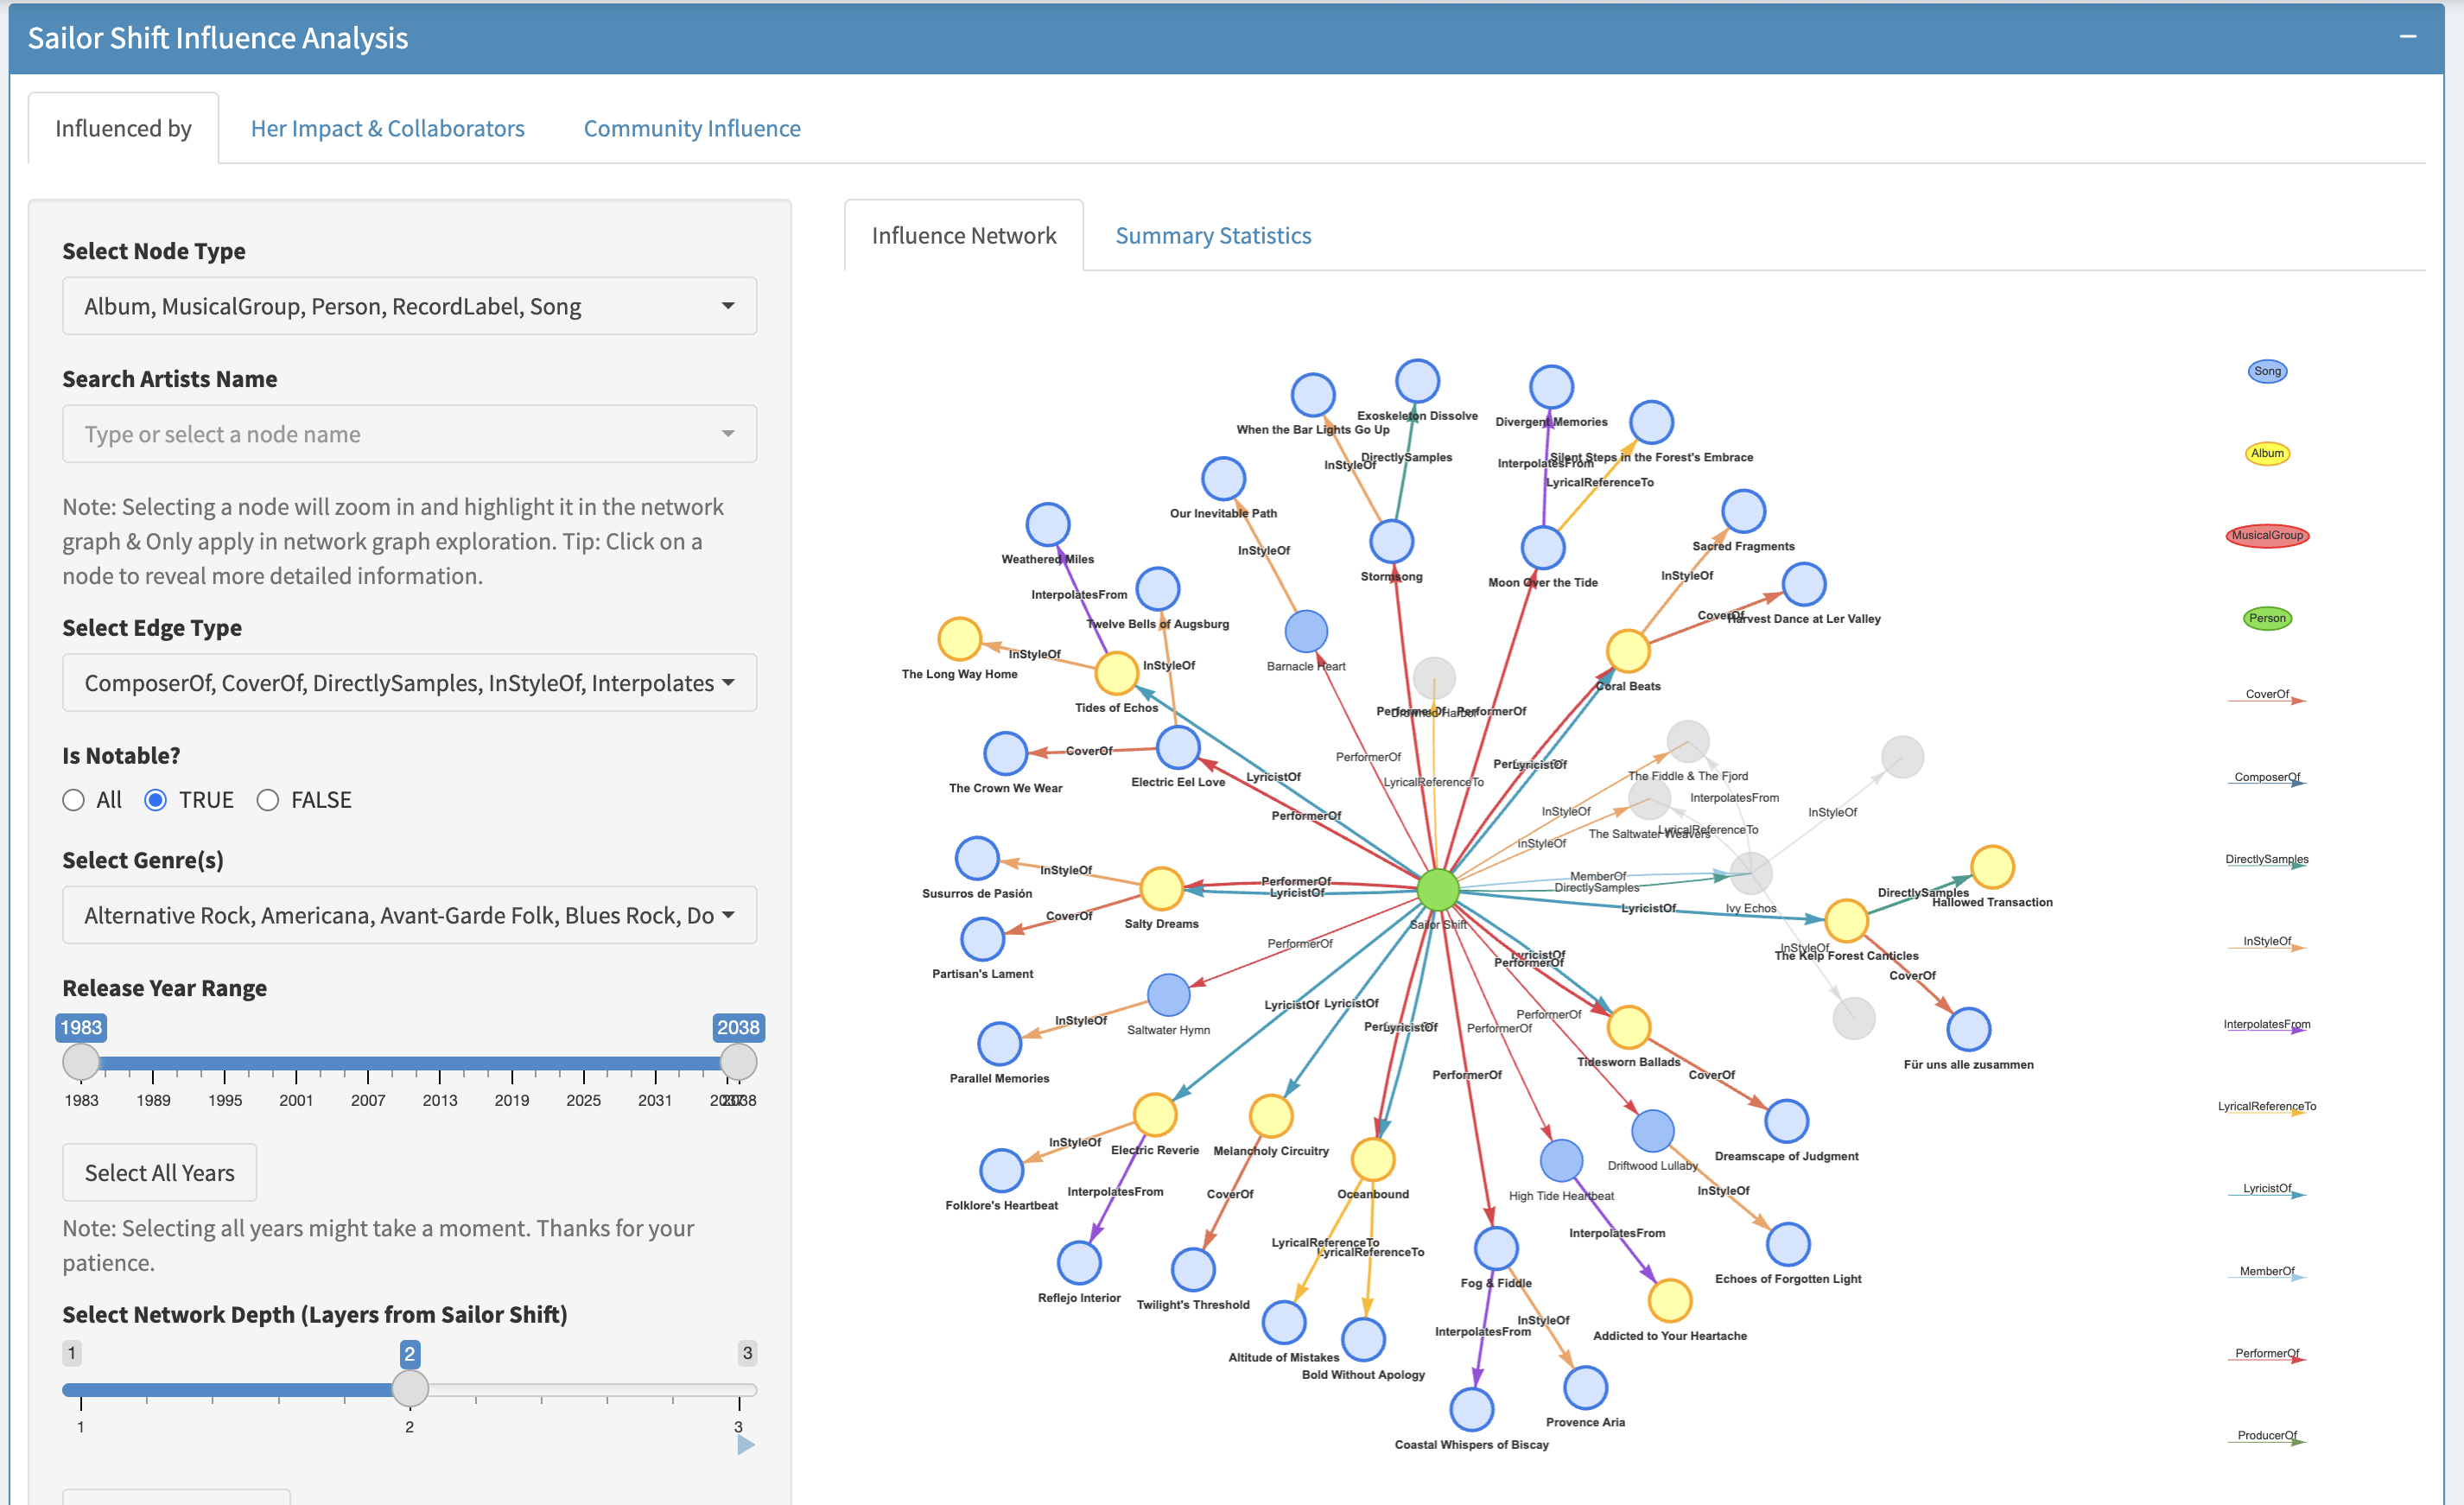 Sailor Shift Influence Analysis
Influenced by
Her Impact & Collaborators
Community Influence
Select Node Type
Album, MusicalGroup, Person, RecordLabel, Song
Search Artists Name
Type or select a node name
Note: Selecting a node will zoom in and highlight it in the network
graph & Only apply in network graph exploration. Tip: Click on a
node to reveal more detailed information.
Select Edge Type
ComposerOf, CoverOf, DirectlySamples, InStyleOf, Interpolates
Is Notable?
All
TRUE
FALSE
Select Genre(s)
Alternative Rock, Americana, Avant-Garde Folk, Blues Rock, Do
Release Year Range
1983
2038
1983
1989
1995
2001
2007
2013
2019
2025
2031
2037
2038
Select All Years
Note: Selecting all years might take a moment. Thanks for your
patience.
Select Network Depth (Layers from Sailor Shift)
1
2
3
1
2
3
Influence Network
Summary Statistics
Exoskeleton Dissolve
When the Bar Lights Go Up
Divergent Memories
DirectlySamples
InStyleOf
Silent Steps in the Forest's Embrace
InterpolatesFrom
LyricalReferenceTo
Our Inevitable Path
InStyleOf
Sacred Fragments
Weathered Miles
Stormsong
Moon Over the Tide
InStyleOf
InterpolatesFrom
CoverOf
Harvest Dance at Ler Valley
Twelve Bells of Augsburg
InStyleOf
InStyleOf
Barnacle Heart
The Long Way Home
Coral Beats
Tides of Echos
PerformerOf
Drowned Harbor
PerformerOf
CoverOf
PerformerOf
PerformerOf
LyricistOf
The Fiddle & The Fjord
LyricistOf
The Crown We Wear
Electric Eel Love
LyricalReferenceTo
InterpolatesFrom
InStyleOf
InStyleOf
PerformerOf
The Saltwater Weavers
LyricalReferenceTo
InStyleOf
InStyleOf
MemberOf
DirectlySamples
PerformerOf
LyricistOf
Susurros de Pasión
DirectlySamples
Hallowed Transaction
LyricistOf
Ivy Echos
CoverOf
Salty Dreams
Sailor Shift
PerformerOf
InStyleOf
The Kelp Forest Canticles
LyricistOf
PerformerOf
Partisan's Lament
CoverOf
LyricistOf
LyricistOf
PerformerOf
InStyleOf
Saltwater Hymn
PerformerOf
LyricistOf
PerformerOf
Tidesworn Ballads
Für uns alle zusammen
Parallel Memories
PerformerOf
CoverOf
InStyleOf
Electric Reverie
Melancholy Circuitry
Dreamscape of Judgment
Driftwood Lullaby
InterpolatesFrom
CoverOf
Oceanbound
High Tide Heartbeat
InStyleOf
Folklore's Heartbeat
InterpolatesFrom
LyricalReferenceTo
LyricalReferenceTo
Echoes of Forgotten Light
Fog & Fiddle
Reflejo Interior
Twilight's Threshold
InStyleOf
InterpolatesFrom
Addicted to Your Heartache
Altitude of Mistakes
Bold Without Apology
Provence Aria
Coastal Whispers of Biscay
Song
Album
MusicalGroup
Person
CoverOf
ComposerOf
DirectlySamples
InStyleOf
InterpolatesFrom
LyricalReferenceTo
LyricistOf
MemberOf
PerformerOf
ProducerOf